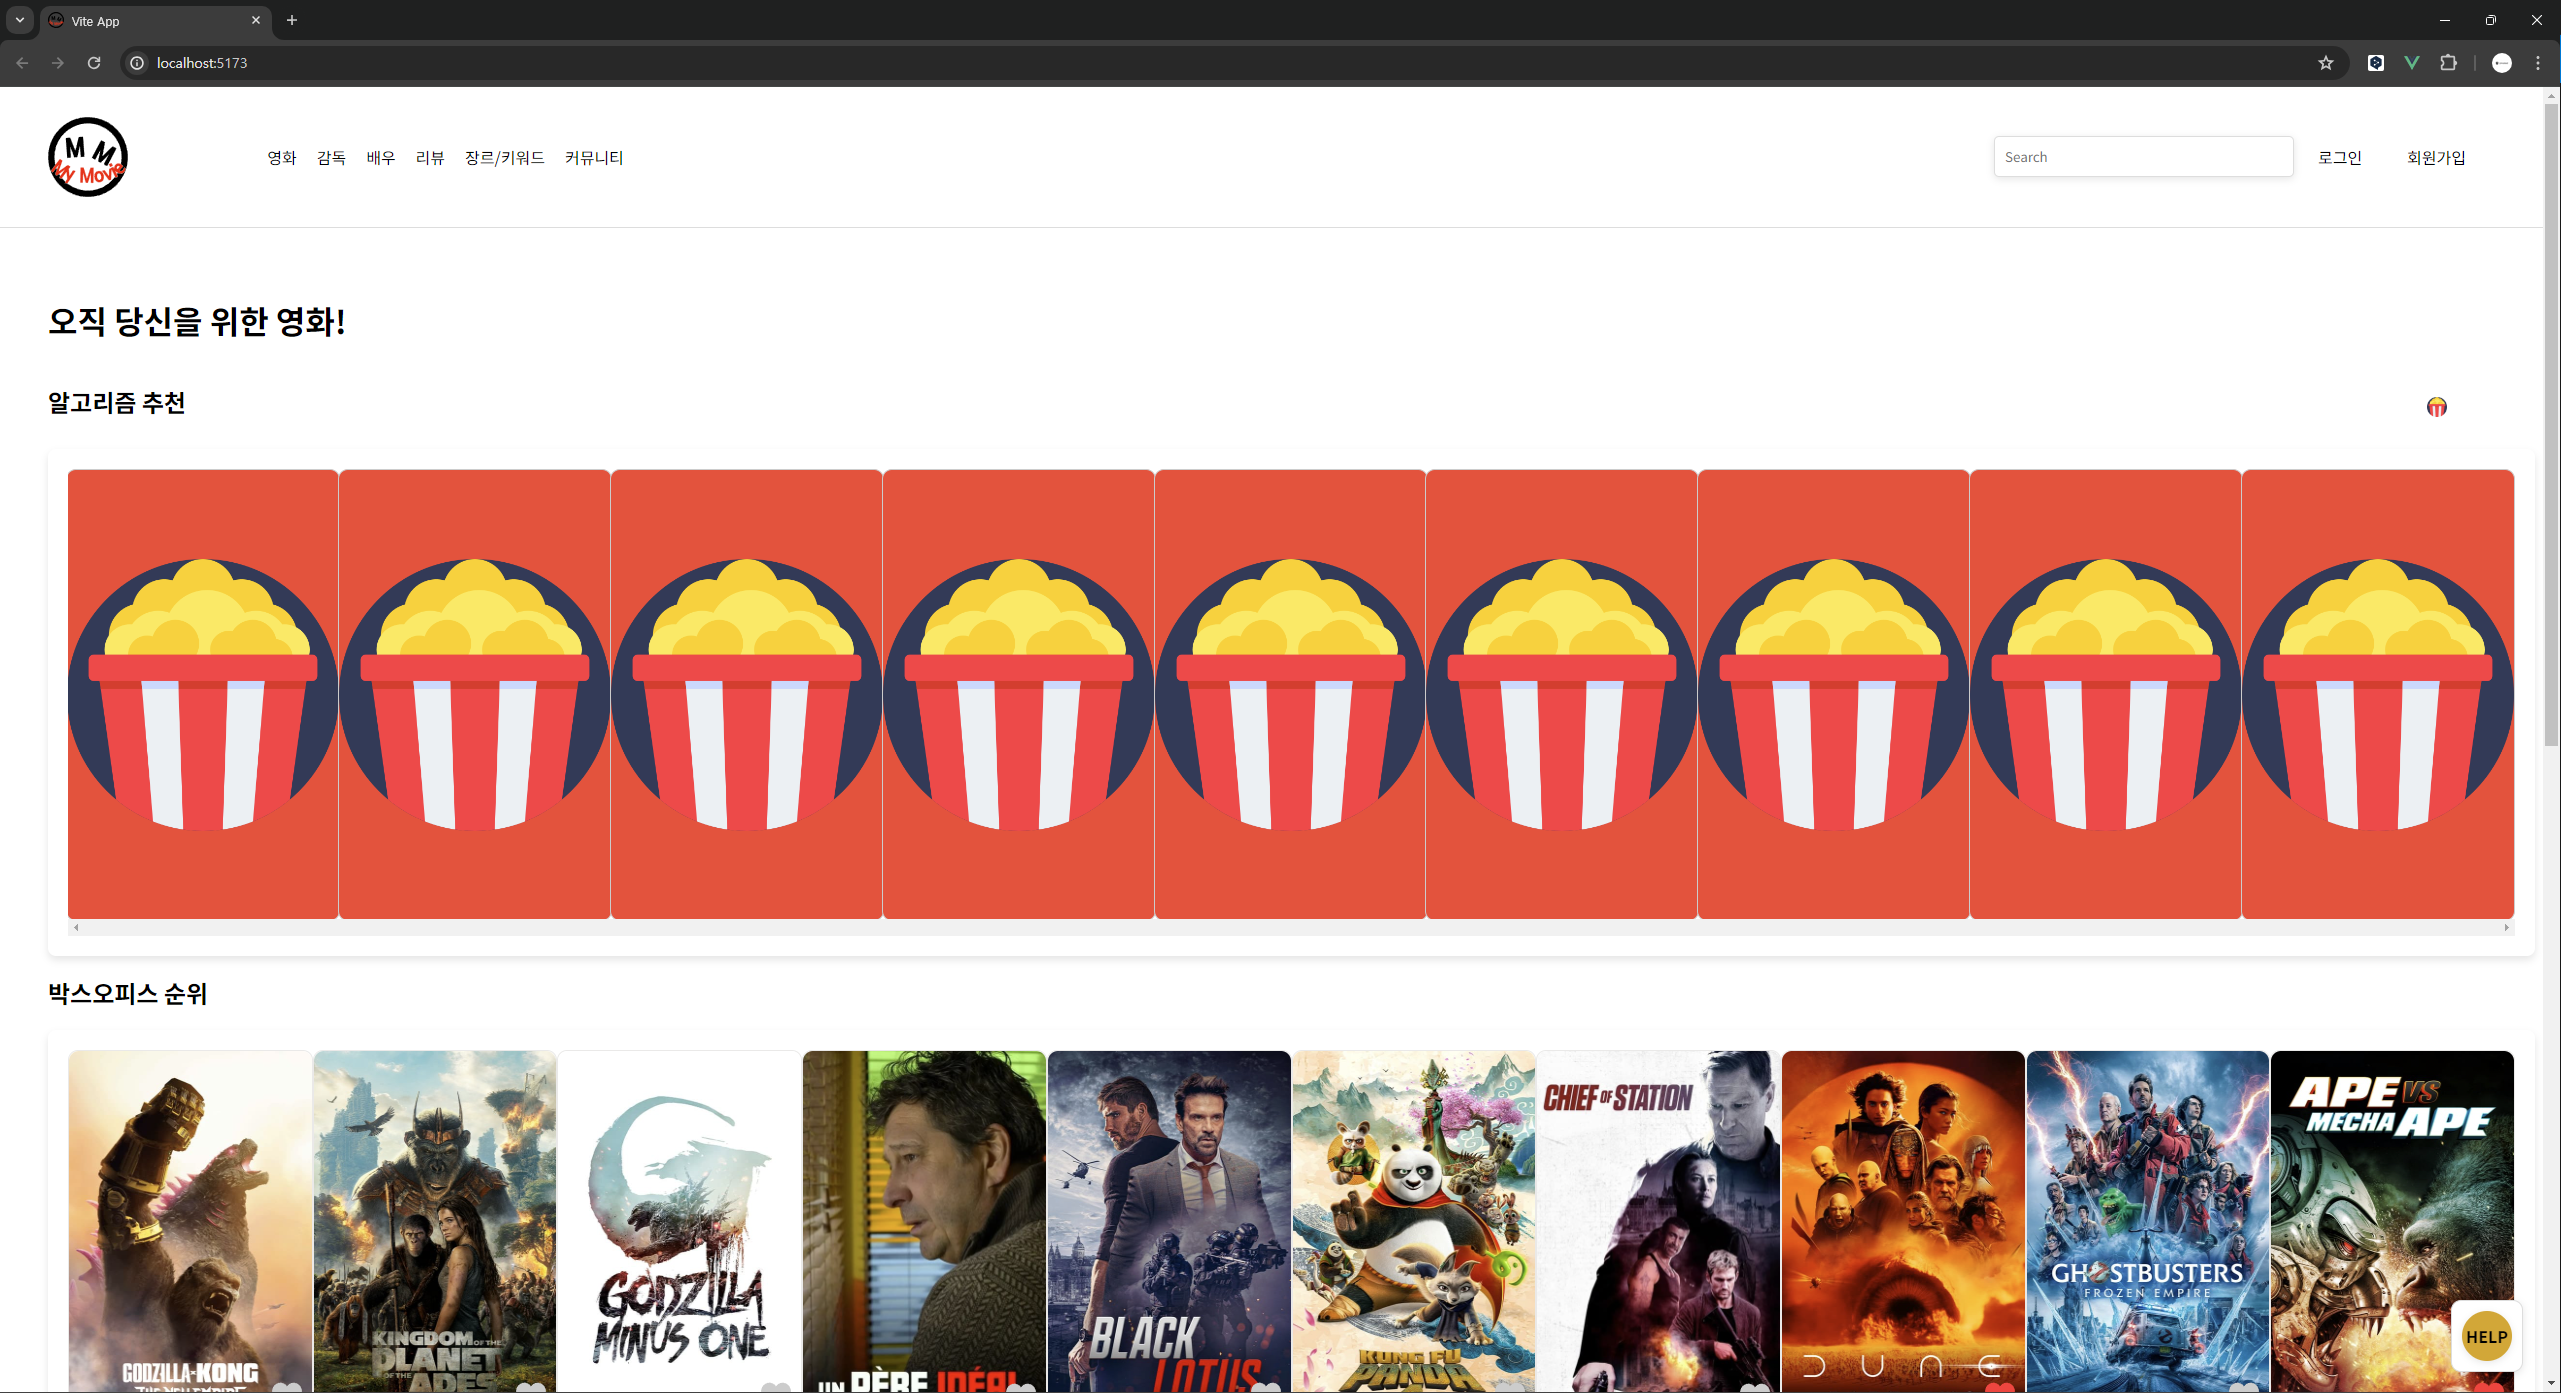 Vite App
localhost:5173
M M
My Movie
영화 감독 배우 리뷰 장르/키워드 커뮤니티
Search
로그인
회원가입
오직 당신을 위한 영화!
알고리즘 추천
박스오피스 순위
GODZILLA×KONG
THE NEW EMPIRE
KINGDOM OF THE
PLANET
OF THE APES
GODZILLA
MINUS ONE
UN PÈRE IDÉAL
BLACK
LOTUS
KUNG FU
PANDA
CHIEF OF STATION
DUNE
GHOSTBUSTERS
FROZEN EMPIRE
APE VS
MECHA APE
HELP